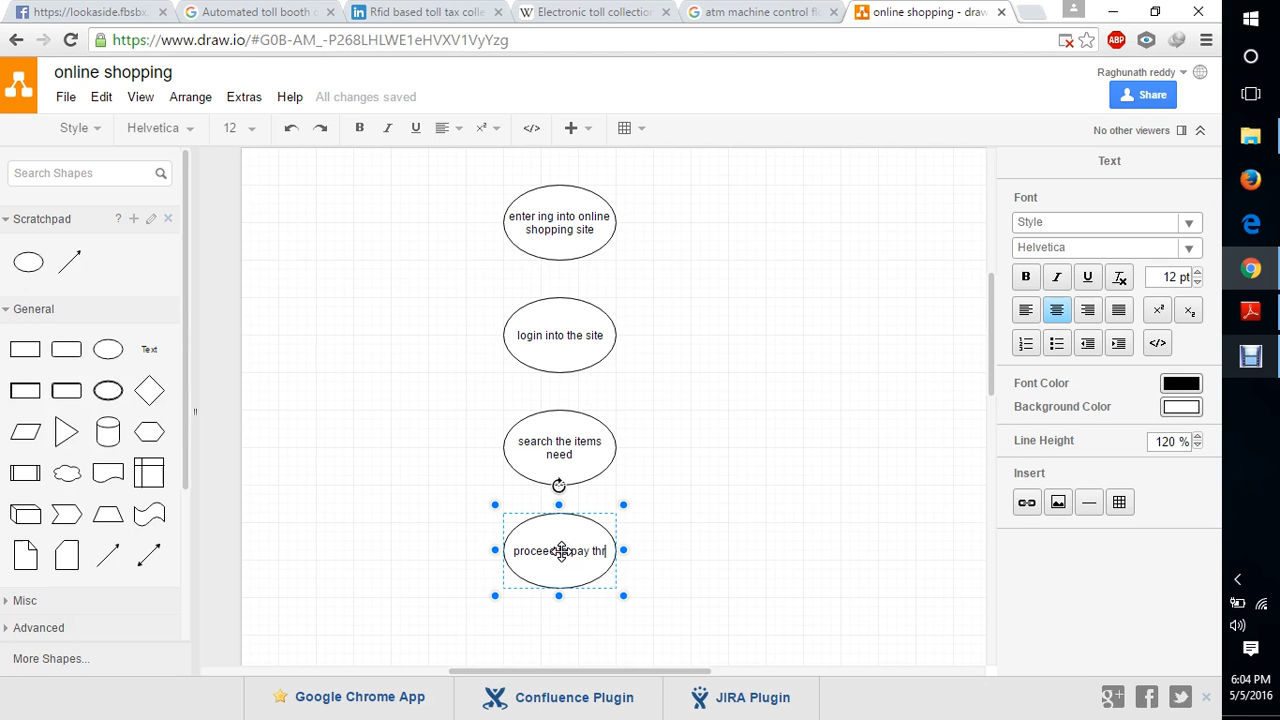 https://lookaside.fbsbx
Automated toll booth o
Rfid based toll tax colle
Electronic toll collection
atm machine control fl
online shopping - draw
https://www.draw.io/#G0B-AM_-P268LHLWE1eHVXV1VyYzg
ABP
online shopping
Raghunath reddy
File Edit View Arrange Extras Help All changes saved
Share
Style Helvetica 12
B I U
No other viewers
Search Shapes
Text
Scratchpad
?
Font
Style
Helvetica
B I U T
12 pt
General
Text
enter ing into online
shopping site
login into the site
search the items
need
pay thr
Font Color
Background Color
Line Height 120 %
Insert
Misc
Advanced
More Shapes...
Google Chrome App
Confluence Plugin
JIRA Plugin
6:04 PM
5/5/2016